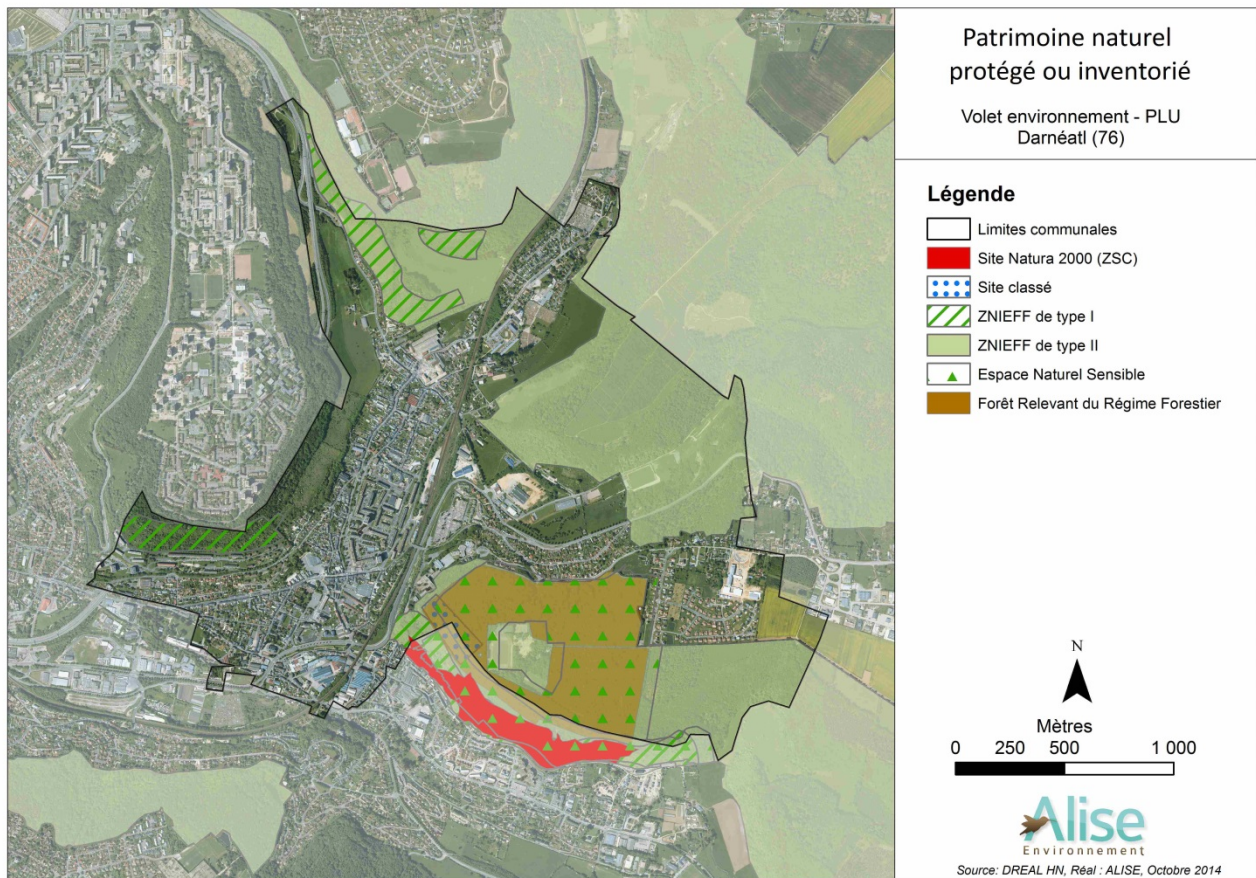 Patrimoine naturel
protégé ou inventorié
Volet environnement - PLU
Darnéatl (76)
Légende
Limites communales
Site Natura 2000 (ZSC)
Site classé
ZNIEFF de type I
ZNIEFF de type II
Espace Naturel Sensible
Forêt Relevant du Régime Forestier
N
Mètres
0 250 500 1 000
Alise
Environnement
Source: DREAL HN, Réal : ALISE, Octobre 2014